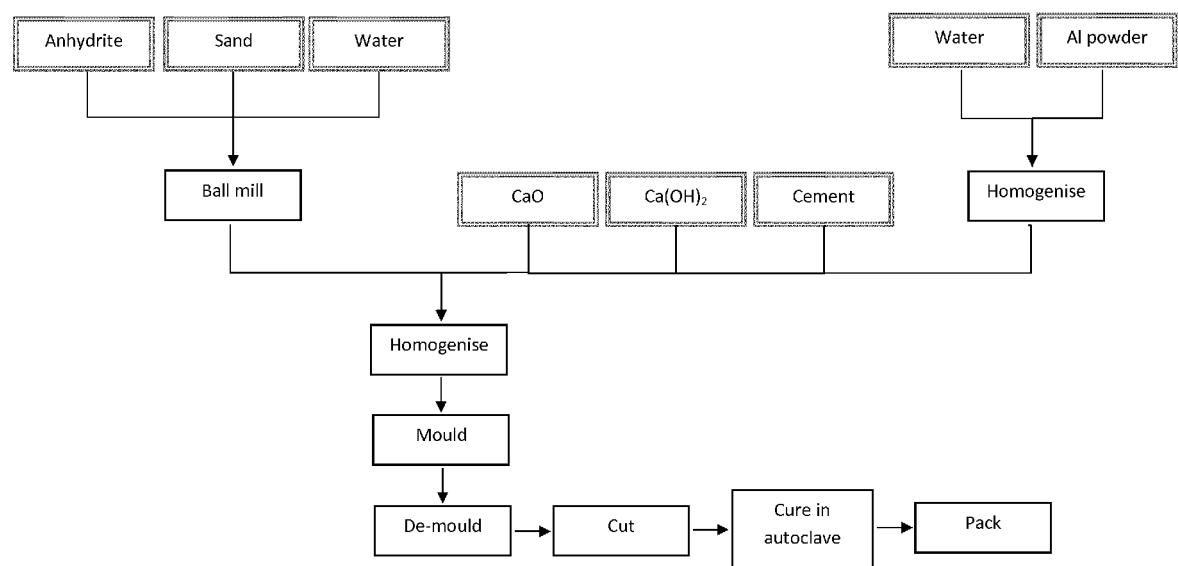 Anhydrite
Sand
Water
Water
Al powder
Ball mill
CaO
Ca(OH)₂
Cement
Homogenise
Homogenise
Mould
De-mould
Cut
Cure in
autoclave
Pack